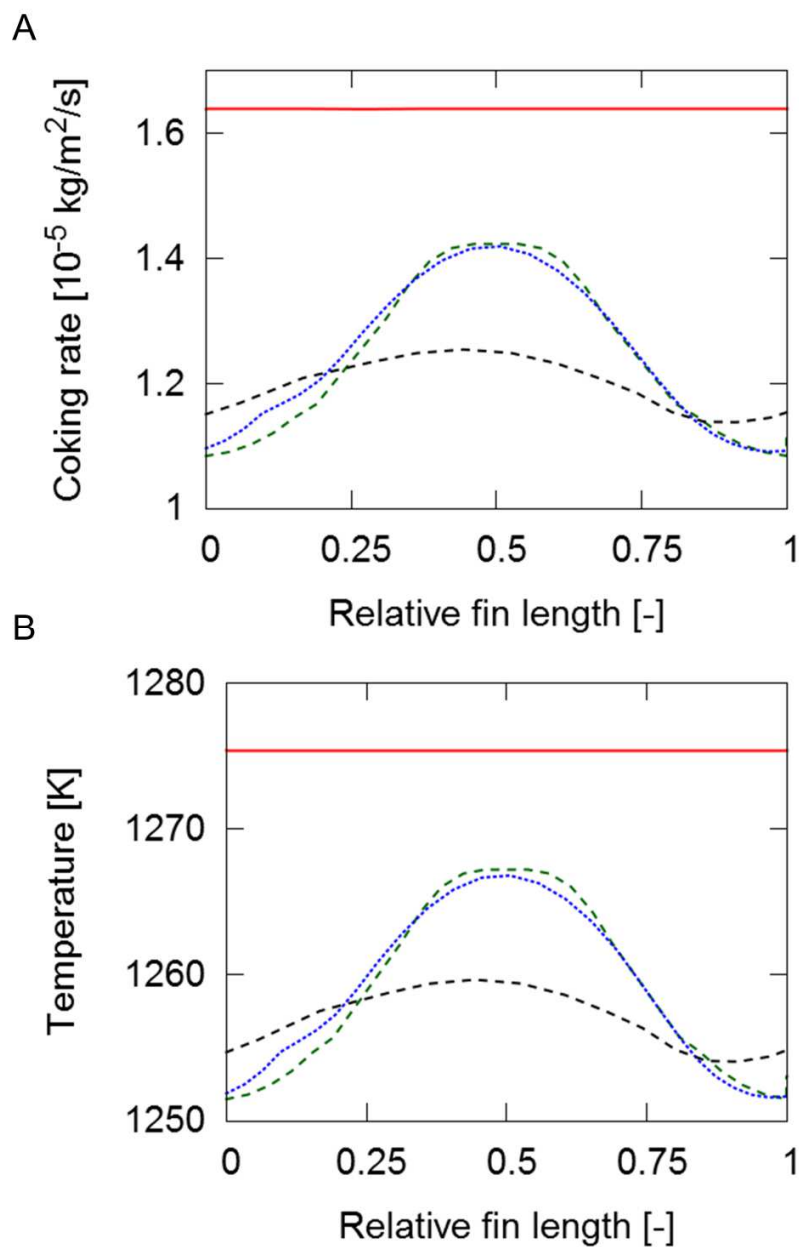 A
Coking rate [10⁻⁵ kg/m²/s]
1.6
1.4
1.2
1
0 0.25 0.5 0.75 1
Relative fin length [-]
B
Temperature [K]
1280
1270
1260
1250
0 0.25 0.5 0.75 1
Relative fin length [-]